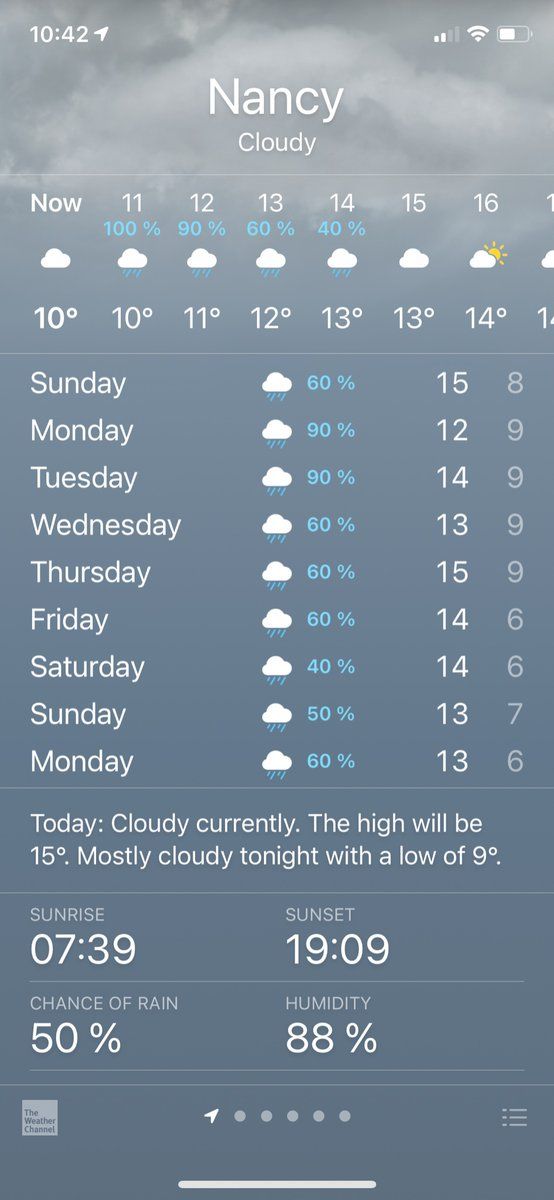 10:42
Nancy
Cloudy
Now 11 12 13 14 15 16 1
100 % 90 % 60 % 40 %
10° 10° 11° 12° 13° 13° 14° 14
Sunday 60 % 15 8
Monday 90 % 12 9
Tuesday 90 % 14 9
Wednesday 60 % 13 9
Thursday 60 % 15 9
Friday 60 % 14 6
Saturday 40 % 14 6
Sunday 50 % 13 7
Monday 60 % 13 6
Today: Cloudy currently. The high will be
15°. Mostly cloudy tonight with a low of 9°.
SUNRISE SUNSET
07:39 19:09
CHANCE OF RAIN HUMIDITY
50 % 88 %
The
Weather
Channel